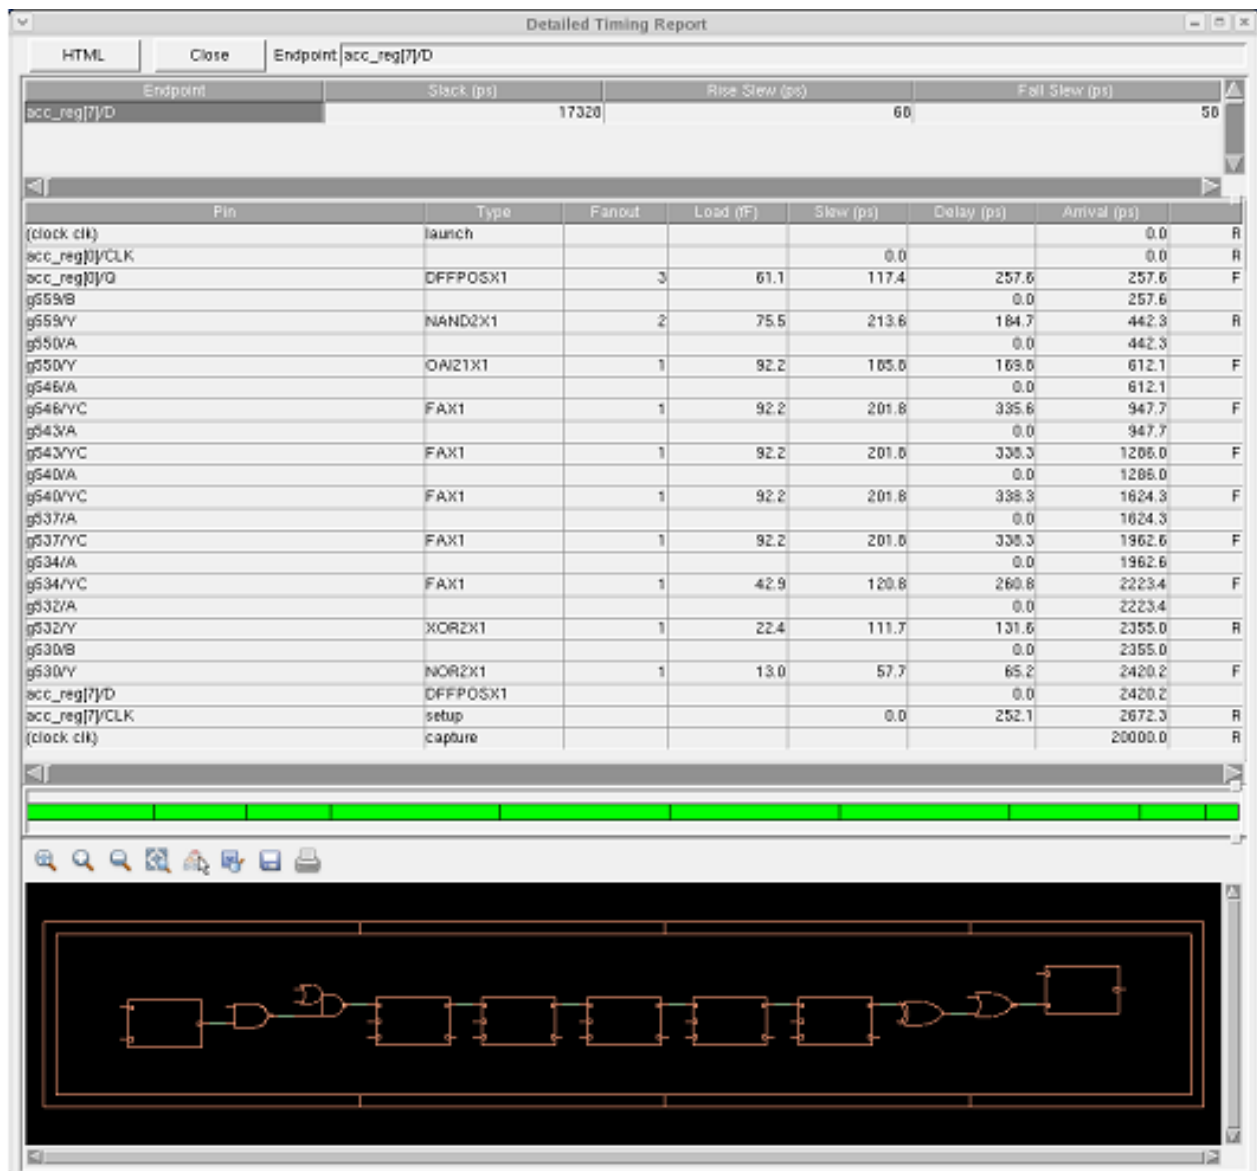 Detailed Timing Report
HTML Close Endpoint acc_reg[7]/D
Endpoint Slack (ps) Rise Slew (ps) Fall Slew (ps)
acc_reg[7]/D 17328 68 58
Pin Type Fanout Load (fF) Slew (ps) Delay (ps) Arrival (ps)
(clock clk) launch 0.0 R
acc_reg[0]/CLK 0.0 0.0 R
acc_reg[0]/Q DFFPOSX1 3 61.1 117.4 257.6 257.6 F
g559/B 0.0 257.6
g559/Y NAND2X1 2 75.5 213.6 184.7 442.3 R
g550/A 0.0 442.3
g550/Y OAI21X1 1 92.2 185.8 169.8 612.1 F
g546/A 0.0 612.1
g546/YC FAX1 1 92.2 201.8 335.6 947.7 F
g543/A 0.0 947.7
g543/YC FAX1 1 92.2 201.8 338.3 1286.0 F
g540/A 0.0 1286.0
g540/YC FAX1 1 92.2 201.8 338.3 1624.3 F
g537/A 0.0 1624.3
g537/YC FAX1 1 92.2 201.8 338.3 1962.6 F
g534/A 0.0 1962.6
g534/YC FAX1 1 42.9 120.8 260.8 2223.4 F
g532/A 0.0 2223.4
g532/Y XOR2X1 1 22.4 111.7 131.6 2355.0 R
g530/B 0.0 2355.0
g530/Y NOR2X1 1 13.0 57.7 65.2 2420.2 F
acc_reg[7]/D DFFPOSX1 0.0 2420.2
acc_reg[7]/CLK setup 0.0 252.1 2672.3 R
(clock clk) capture 20000.0 R